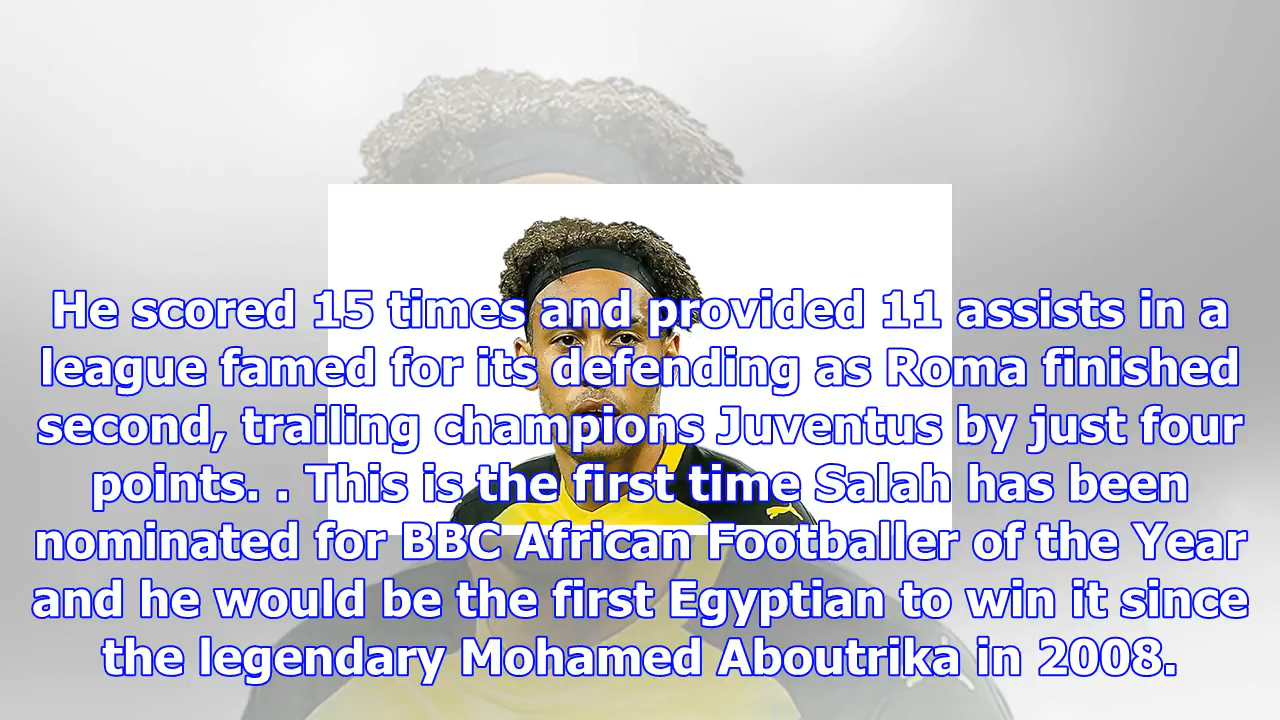 He scored 15 times and provided 11 assists in a
league famed for its defending as Roma finished
second, trailing champions Juventus by just four
points. . This is the first time Salah has been
nominated for BBC African Footballer of the Year
and he would be the first Egyptian to win it since
the legendary Mohamed Aboutrika in 2008.